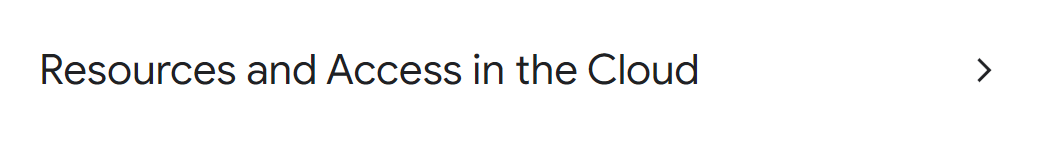 Resources and Access in the Cloud